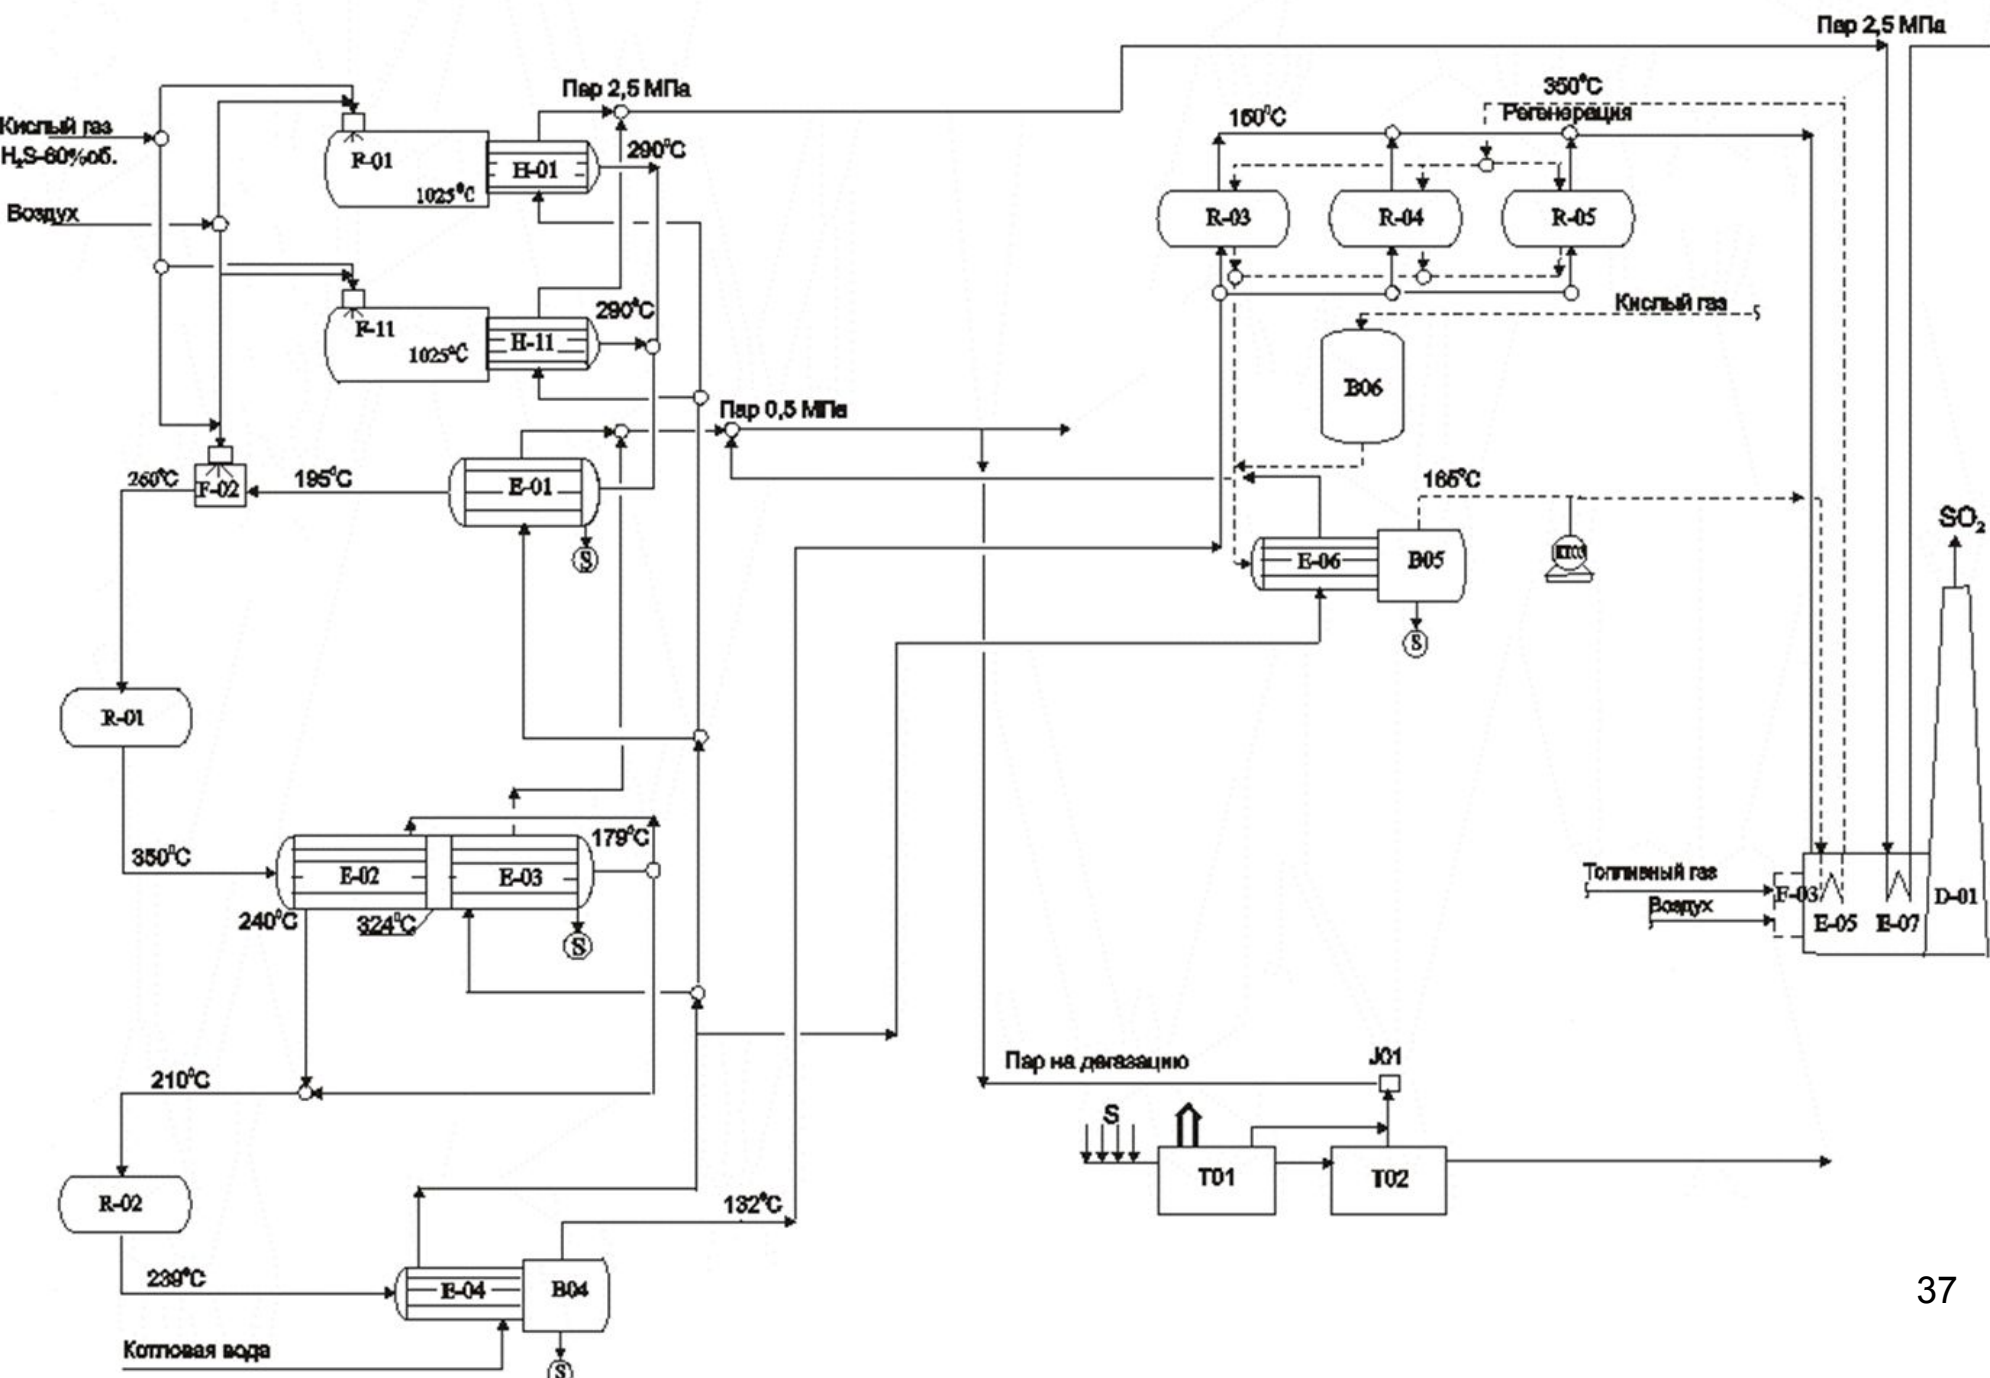 Пар 2,5 МПа
Пар 2,5 МПа
350°C
Регенерация
150°C
Кислый газ
H₂S-60%об.
F-01
1025°C
H-01
290°C
Воздух
R-03
R-04
R-05
F-11
1025°C
H-11
290°C
Кислый газ
B06
Пар 0,5 МПа
260°C
F-02
195°C
E-01
S
165°C
E-06
B05
S
SO₂
R-01
350°C
E-02
E-03
179°C
240°C
324°C
S
Топливный газ
Воздух
F-03
E-05
E-07
D-01
210°C
Пар на дегазацию
J01
S
T01
T02
R-02
132°C
239°C
E-04
B04
S
Котловая вода
37